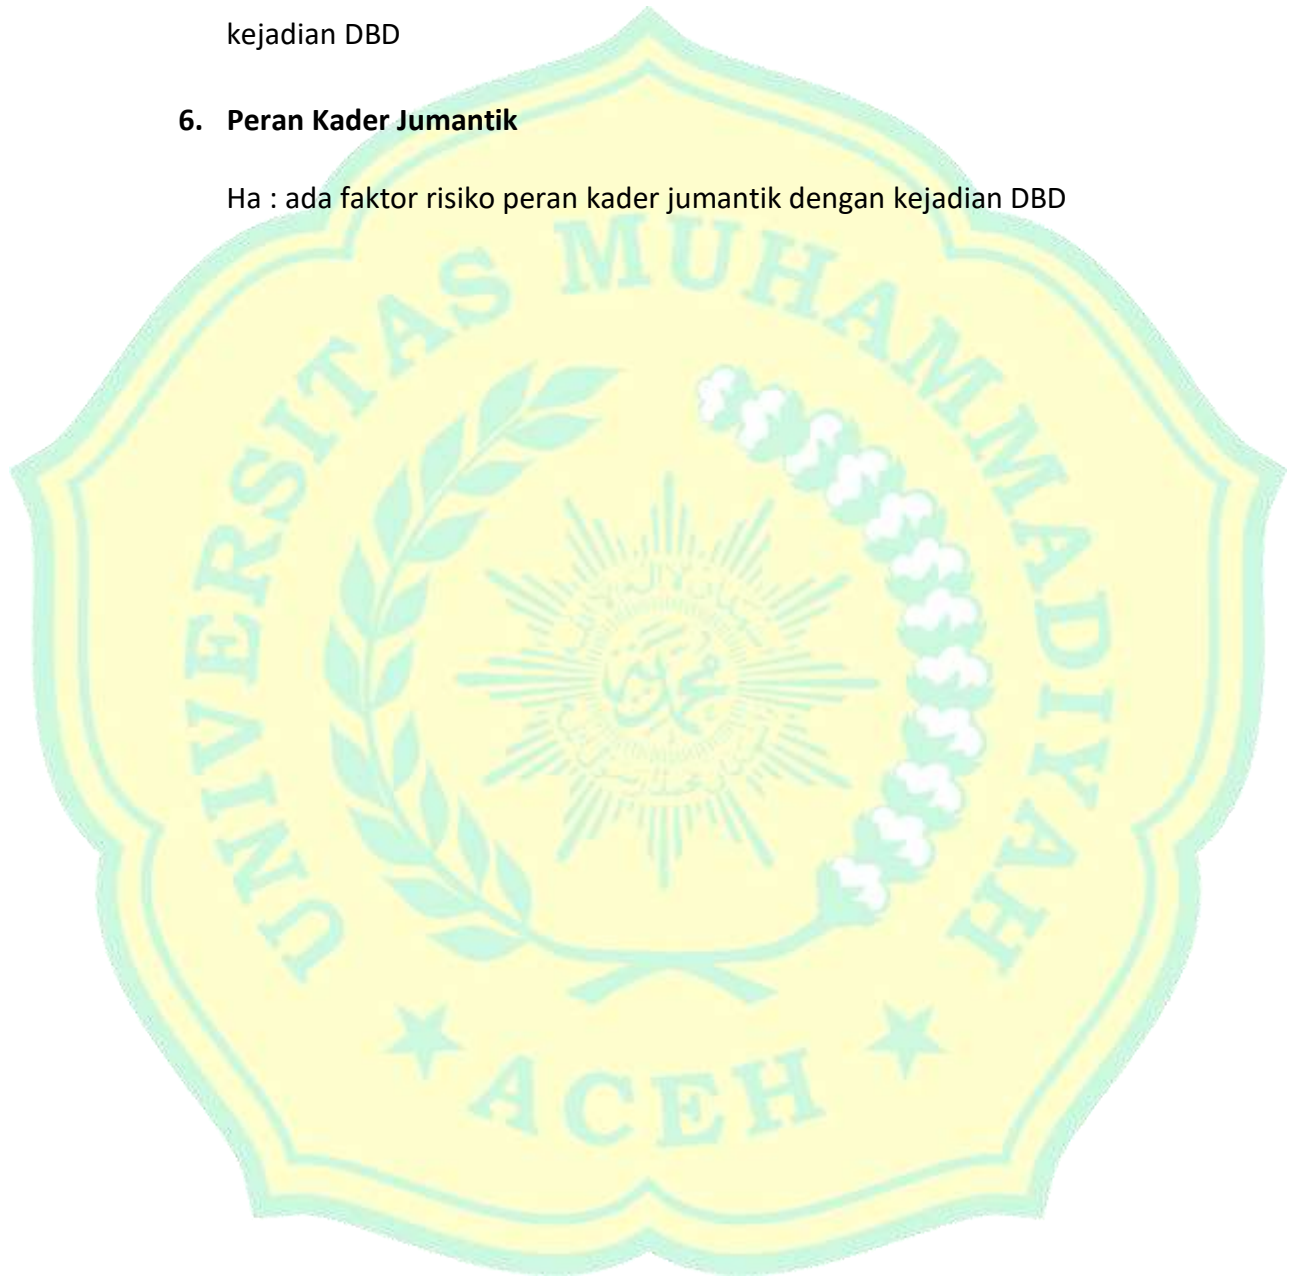 kejadian DBD
6. Peran Kader Jumantik
Ha : ada faktor risiko peran kader jumantik dengan kejadian DBD
UNIVERSITAS MUHAMMADIYAH
محمد
ACEH